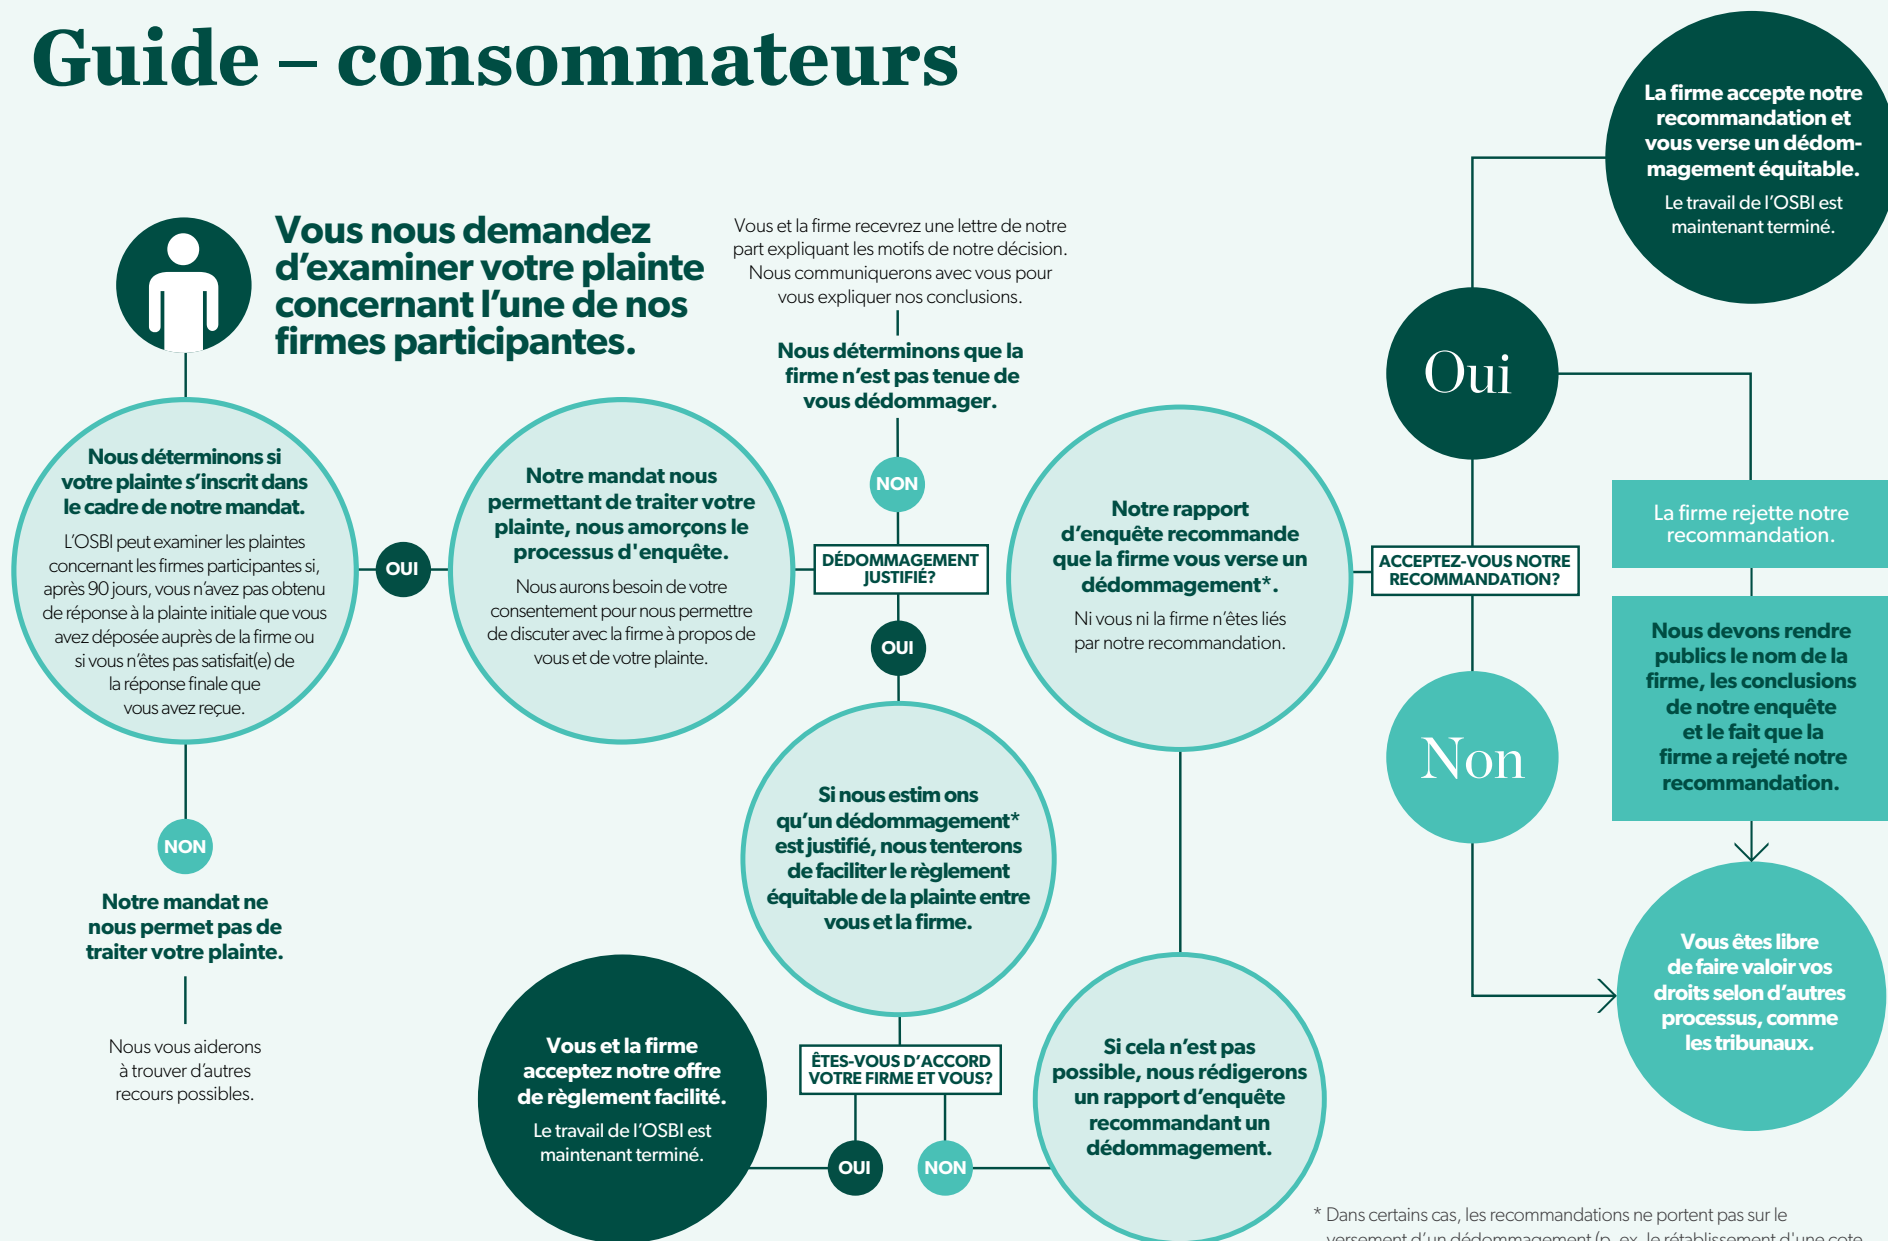 Guide – consommateurs
Vous nous demandez
d'examiner votre plainte
concernant l'une de nos
firmes participantes.
Nous déterminons si
votre plainte s'inscrit dans
le cadre de notre mandat.
L'OSBI peut examiner les plaintes
concernant les firmes participantes si,
après 90 jours, vous n'avez pas obtenu
de réponse à la plainte initiale que vous
avez déposée auprès de la firme ou
si vous n'êtes pas satisfait(e) de
la réponse finale que
vous avez reçue.
NON
Notre mandat ne
nous permet pas de
traiter votre plainte.
Nous vous aiderons
à trouver d'autres
recours possibles.
OUI
Notre mandat nous
permettant de traiter votre
plainte, nous amorçons le
processus d'enquête.
Nous aurons besoin de votre
consentement pour nous permettre
de discuter avec la firme à propos de
vous et de votre plainte.
DÉDOMMAGEMENT
JUSTIFIÉ?
NON
Nous déterminons que la
firme n'est pas tenue de
vous dédommager.
Vous et la firme recevrez une lettre de notre
part expliquant les motifs de notre décision.
Nous communiquerons avec vous pour
vous expliquer nos conclusions.
OUI
Si nous estim ons
qu'un dédommagement*
est justifié, nous tenterons
de faciliter le règlement
équitable de la plainte entre
vous et la firme.
ÊTES-VOUS D'ACCORD
VOTRE FIRME ET VOUS?
OUI
Vous et la firme
acceptez notre offre
de règlement facilité.
Le travail de l'OSBI est
maintenant terminé.
NON
Si cela n'est pas
possible, nous rédigerons
un rapport d'enquête
recommandant un
dédommagement.
Notre rapport
d'enquête recommande
que la firme vous verse un
dédommagement*.
Ni vous ni la firme n'êtes liés
par notre recommandation.
ACCEPTEZ-VOUS NOTRE
RECOMMANDATION?
Oui
La firme accepte notre
recommandation et
vous verse un dédom-
magement équitable.
Le travail de l'OSBI est
maintenant terminé.
La firme rejette notre
recommandation.
Nous devons rendre
publics le nom de la
firme, les conclusions
de notre enquête
et le fait que la
firme a rejeté notre
recommandation.
Non
Vous êtes libre
de faire valoir vos
droits selon d'autres
processus, comme
les tribunaux.
* Dans certains cas, les recommandations ne portent pas sur le
versement d'un dédommagement (p. ex. le rétablissement d'une cote